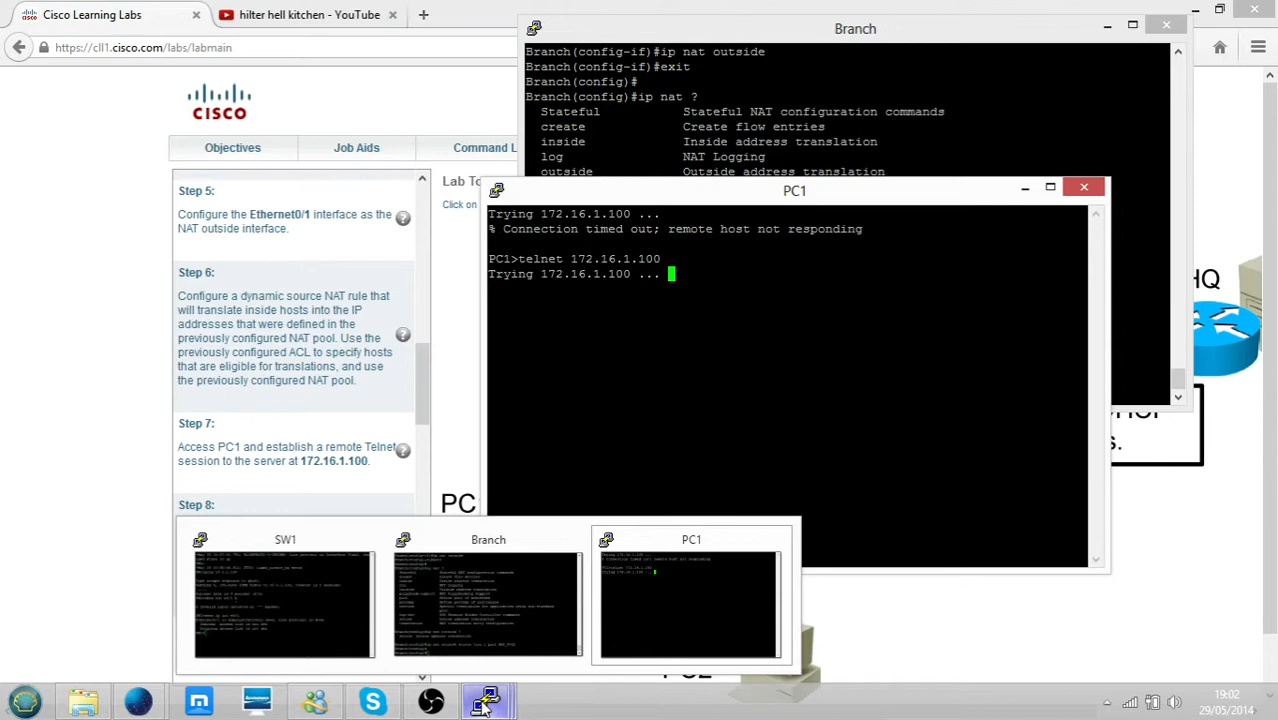 Cisco Learning Labs
hilter hell kitchen - YouTube
https://cll1.cisco.com/labs/labmain
CISCO
Objectives
Job Aids
Command L
Step 5:
Configure the Ethernet0/1 interface as the
NAT outside interface.
Step 6:
Configure a dynamic source NAT rule that
will translate inside hosts into the IP
addresses that were defined in the
previously configured NAT pool. Use the
previously configured ACL to specify hosts
that are eligible for translations, and use
the previously configured NAT pool.
Step 7:
Access PC1 and establish a remote Telnet
session to the server at 172.16.1.100.
Step 8:
Lab To
Click on
Branch
Branch(config-if)#ip nat outside
Branch(config-if)#exit
Branch(config)#
Branch(config)#ip nat ?
Stateful Stateful NAT configuration commands
create Create flow entries
inside Inside address translation
log NAT Logging
outside Outside address translation
PC1
Trying 172.16.1.100 ...
% Connection timed out; remote host not responding
PC1>telnet 172.16.1.100
Trying 172.16.1.100 ...
HQ
s.
PC
SW1
Branch
PC1
PC2
19:02
29/05/2014